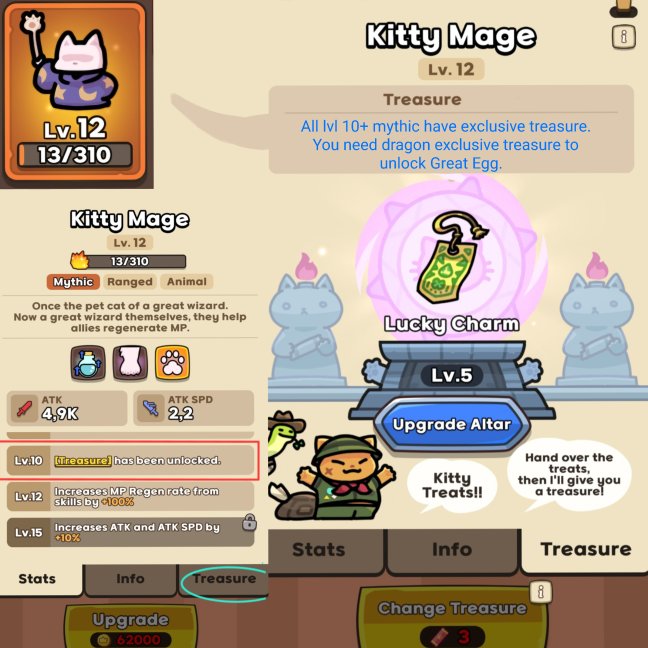 Lv.12
13/310
Kitty Mage
Lv. 12
13/310
Mythic Ranged Animal
Once the pet cat of a great wizard.
Now a great wizard themselves, they help
allies regenerate MP.
ATK
4,9K
ATK SPD
2,2
Lv.10 [Treasure] has been unlocked.
Lv.12 Increases MP Regen rate from
skills by +100%
Lv.15 Increases ATK and ATK SPD by
+10%
Stats Info Treasure
Upgrade
62000
Kitty Mage
i
Lv. 12
Treasure
All lvl 10+ mythic have exclusive treasure.
You need dragon exclusive treasure to
unlock Great Egg.
Lucky Charm
Lv.5
Upgrade Altar
Kitty
Treats!!
Hand over the
treats,
then I'll give you
a treasure!
Stats Info Treasure
Change Treasure
i
3